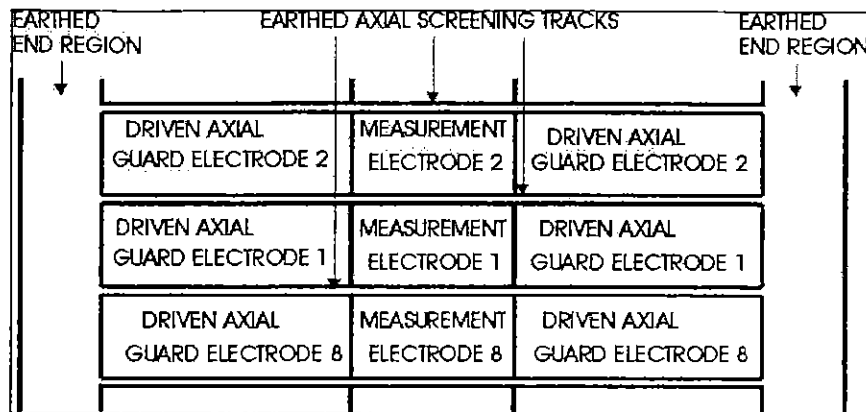 EARTHED
END REGION
EARTHED AXIAL SCREENING TRACKS
EARTHED
END REGION
DRIVEN AXIAL
GUARD ELECTRODE 2
MEASUREMENT
ELECTRODE 2
DRIVEN AXIAL
GUARD ELECTRODE 2
DRIVEN AXIAL
GUARD ELECTRODE 1
MEASUREMENT
ELECTRODE 1
DRIVEN AXIAL
GUARD ELECTRODE 1
DRIVEN AXIAL
GUARD ELECTRODE 8
MEASUREMENT
ELECTRODE 8
DRIVEN AXIAL
GUARD ELECTRODE 8